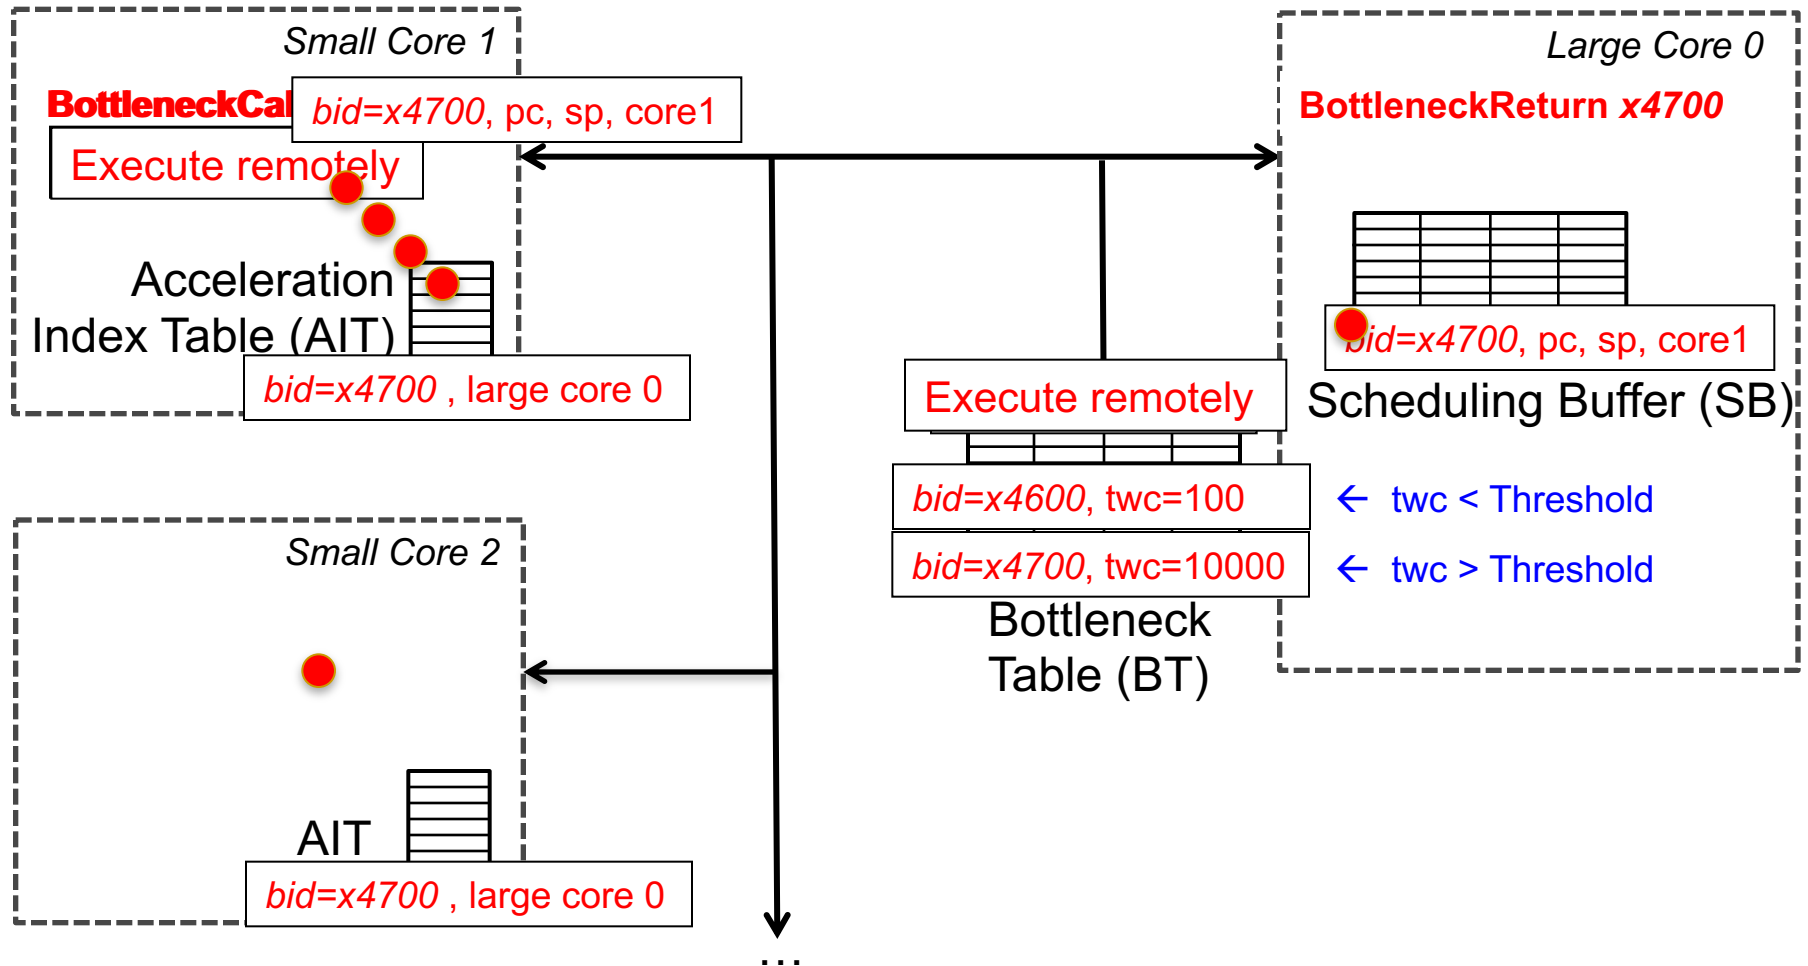 Small Core 1
BottleneckCal
bid=x4700, pc, sp, core1
Execute remotely
Acceleration
Index Table (AIT)
bid=x4700 , large core 0
Large Core 0
BottleneckReturn x4700
bid=x4700, pc, sp, core1
Scheduling Buffer (SB)
Execute remotely
bid=x4600, twc=100
← twc < Threshold
bid=x4700, twc=10000
← twc > Threshold
Bottleneck
Table (BT)
Small Core 2
AIT
bid=x4700 , large core 0
...